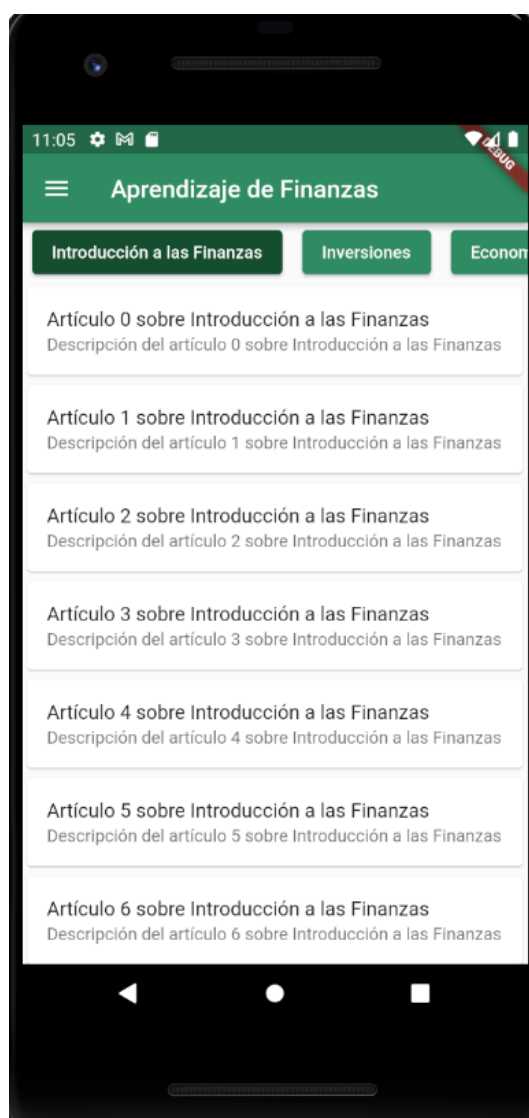 11:05
DEBUG
Aprendizaje de Finanzas
Introducción a las Finanzas
Inversiones
Econom
Artículo 0 sobre Introducción a las Finanzas
Descripción del artículo 0 sobre Introducción a las Finanzas
Artículo 1 sobre Introducción a las Finanzas
Descripción del artículo 1 sobre Introducción a las Finanzas
Artículo 2 sobre Introducción a las Finanzas
Descripción del artículo 2 sobre Introducción a las Finanzas
Artículo 3 sobre Introducción a las Finanzas
Descripción del artículo 3 sobre Introducción a las Finanzas
Artículo 4 sobre Introducción a las Finanzas
Descripción del artículo 4 sobre Introducción a las Finanzas
Artículo 5 sobre Introducción a las Finanzas
Descripción del artículo 5 sobre Introducción a las Finanzas
Artículo 6 sobre Introducción a las Finanzas
Descripción del artículo 6 sobre Introducción a las Finanzas